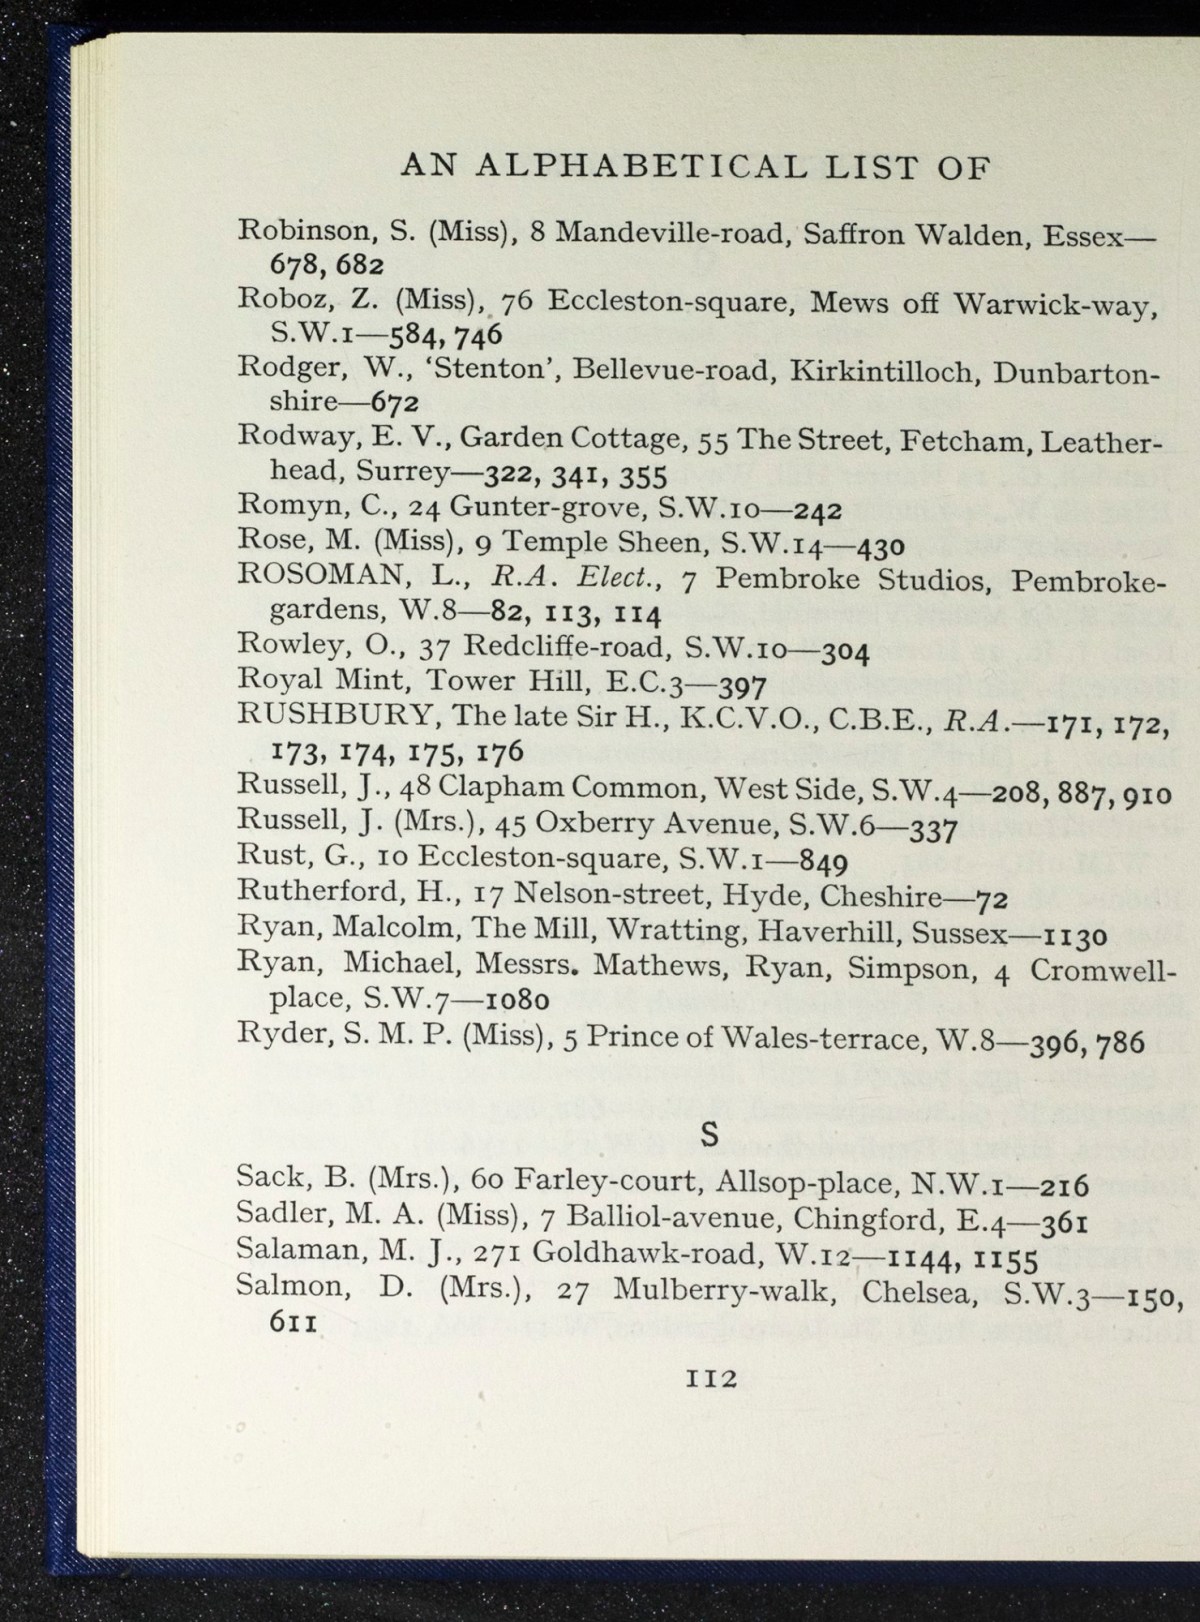 AN ALPHABETICAL LIST OF
Robinson, S. (Miss), 8 Mandeville-road, Saffron Walden, Essex—
678, 682
Roboz, Z. (Miss), 76 Eccleston-square, Mews off Warwick-way,
S.W.1—584, 746
Rodger, W., ‘Stenton’, Bellevue-road, Kirkintilloch, Dunbarton-
shire—672
Rodway, E. V., Garden Cottage, 55 The Street, Fetcham, Leather-
head, Surrey—322, 341, 355
Romyn, C., 24 Gunter-grove, S.W.10—242
Rose, M. (Miss), 9 Temple Sheen, S.W.14—430
ROSOMAN, L., R.A. Elect., 7 Pembroke Studios, Pembroke-
gardens, W.8—82, 113, 114
Rowley, O., 37 Redcliffe-road, S.W.10—304
Royal Mint, Tower Hill, E.C.3—397
RUSHBURY, The late Sir H., K.C.V.O., C.B.E., R.A.—171, 172,
173, 174, 175, 176
Russell, J., 48 Clapham Common, West Side, S.W.4—208, 887, 910
Russell, J. (Mrs.), 45 Oxberry Avenue, S.W.6—337
Rust, G., 10 Eccleston-square, S.W.1—849
Rutherford, H., 17 Nelson-street, Hyde, Cheshire—72
Ryan, Malcolm, The Mill, Wratting, Haverhill, Sussex—1130
Ryan, Michael, Messrs. Mathews, Ryan, Simpson, 4 Cromwell-
place, S.W.7—1080
Ryder, S. M. P. (Miss), 5 Prince of Wales-terrace, W.8—396, 786
S
Sack, B. (Mrs.), 60 Farley-court, Allsop-place, N.W.1—216
Sadler, M. A. (Miss), 7 Balliol-avenue, Chingford, E.4—361
Salaman, M. J., 271 Goldhawk-road, W.12—1144, 1155
Salmon, D. (Mrs.), 27 Mulberry-walk, Chelsea, S.W.3—150,
611
112